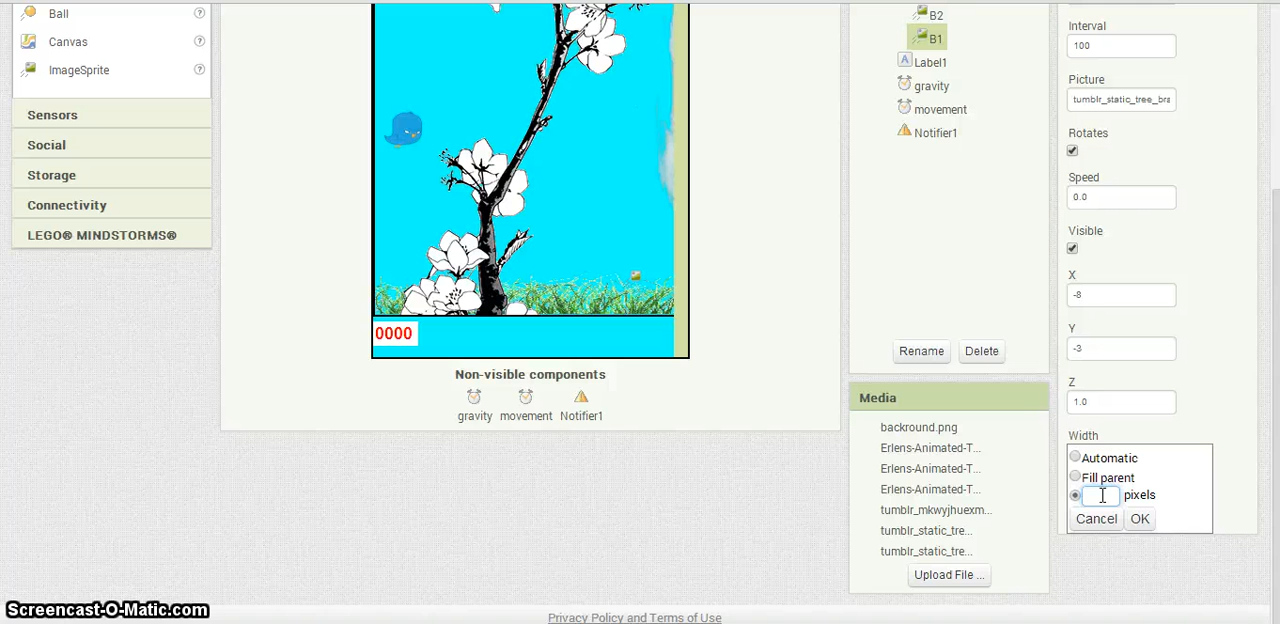 Ball
Canvas
ImageSprite
Sensors
Social
Storage
Connectivity
LEGO® MINDSTORMS®
0000
Non-visible components
gravity
movement
Notifier1
B2
B1
Label1
gravity
movement
Notifier1
Rename
Delete
Media
backround.png
Erlens-Animated-T...
Erlens-Animated-T...
Erlens-Animated-T...
tumblr_mkwyjhuexm...
tumblr_static_tre...
tumblr_static_tre...
Upload File ...
Interval
100
Picture
tumblr_static_tree_bra
Rotates
Speed
0.0
Visible
X
-8
Y
-3
Z
1.0
Width
Automatic
Fill parent
pixels
Cancel OK
Screencast-O-Matic.com
Privacy Policy and Terms of Use